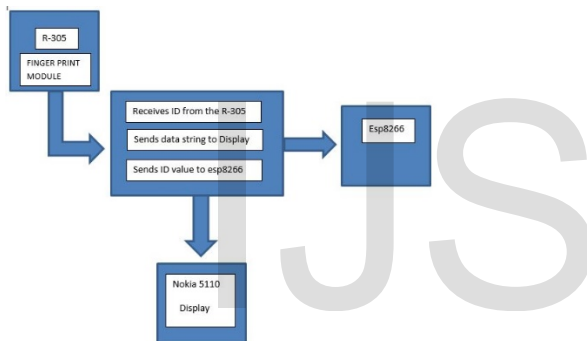 R-305
FINGER PRINT
MODULE
Receives ID from the R-305
Sends data string to Display
Sends ID value to esp8266
Esp8266
Nokia 5110
Display
IJS